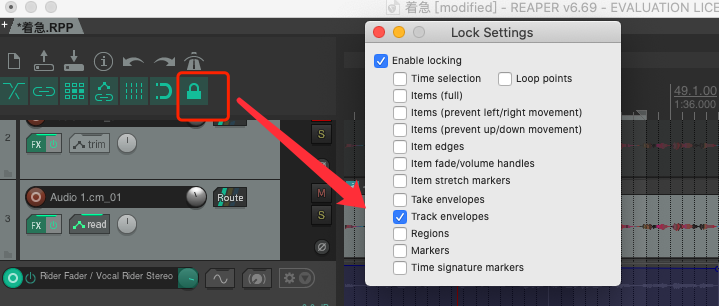 着急 [modified] - REAPER v6.69 - EVALUATION LICE
*着急.RPP
Lock Settings
Enable locking
Time selection Loop points
Items (full)
Items (prevent left/right movement)
Items (prevent up/down movement)
Item edges
Item fade/volume handles
Item stretch markers
Take envelopes
Track envelopes
Regions
Markers
Time signature markers
49.1.00
1:36.000
2
FX trim
S
Audio 1.cm_01
Route
M
3
FX read
S
Rider Fader / Vocal Rider Stereo